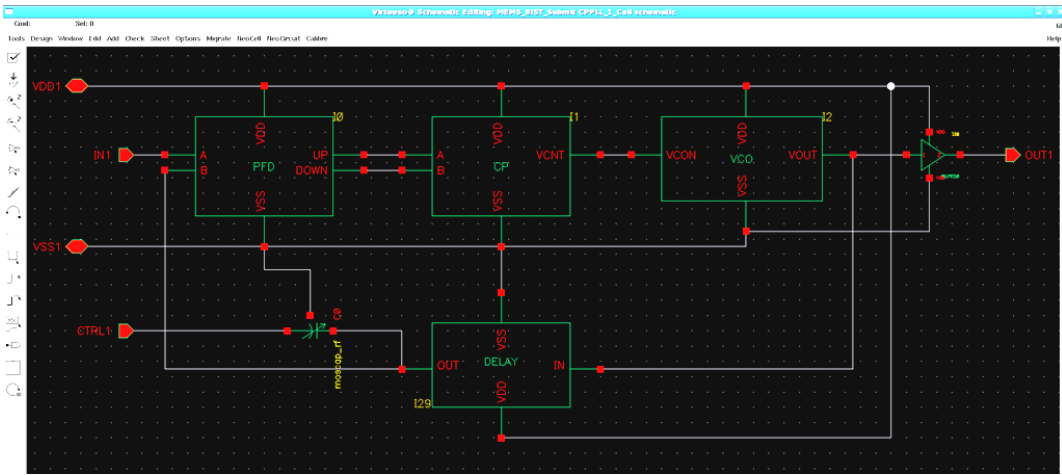 Virtuoso® Schematic Editing: MEMS_DIST_Submit CPPLL_1_Cell schematic
Cmd: Sel: 0
Tools Design Window Edit Add Check Sheet Options Migrate NeoCell NeoCircuit Calibre Help
VDD1
I0 I1 I2
VDD VDD VDD VDD
IN1 A UP A VCNT VCON VOUT OUT1
PFD CP VCO
B DOWN B
VSS VSS VSS
VSS1
C0
CTRL1
moscap_rf
VSS
OUT DELAY IN
VDD
I29